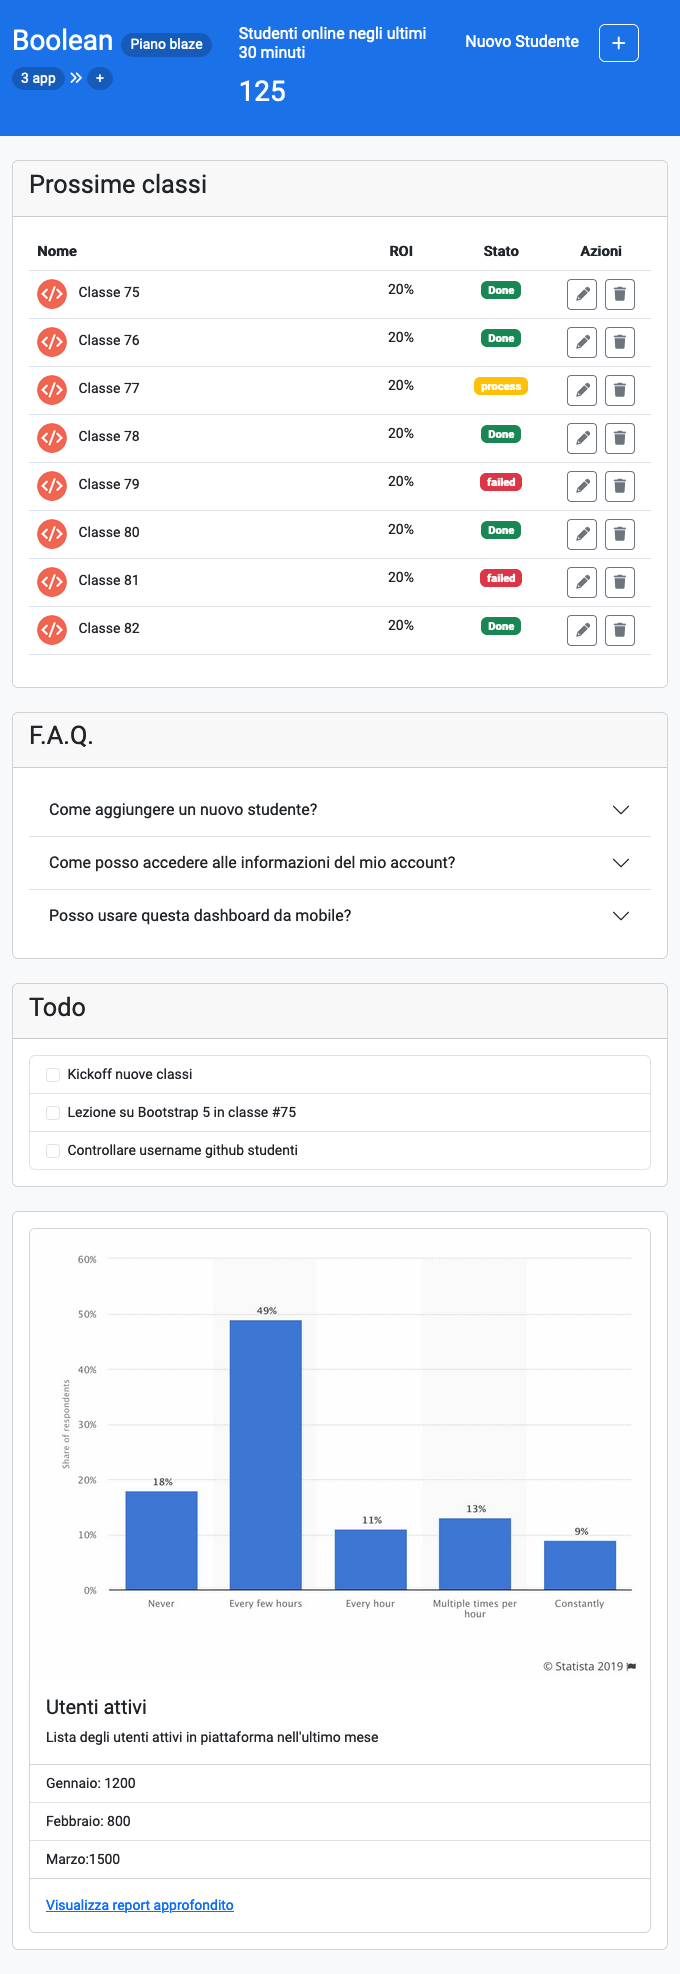 Boolean Piano blaze
3 app +
Studenti online negli ultimi
30 minuti
125
Nuovo Studente +
Prossime classi
Nome ROI Stato Azioni
</> Classe 75 20% Done
</> Classe 76 20% Done
</> Classe 77 20% process
</> Classe 78 20% Done
</> Classe 79 20% failed
</> Classe 80 20% Done
</> Classe 81 20% failed
</> Classe 82 20% Done
F.A.Q.
Come aggiungere un nuovo studente?
Come posso accedere alle informazioni del mio account?
Posso usare questa dashboard da mobile?
Todo
Kickoff nuove classi
Lezione su Bootstrap 5 in classe #75
Controllare username github studenti
60%
50%
40%
30%
20%
10%
0%
Share of respondents
18%
49%
11%
13%
9%
Never
Every few hours
Every hour
Multiple times per
hour
Constantly
© Statista 2019
Utenti attivi
Lista degli utenti attivi in piattaforma nell'ultimo mese
Gennaio: 1200
Febbraio: 800
Marzo:1500
Visualizza report approfondito